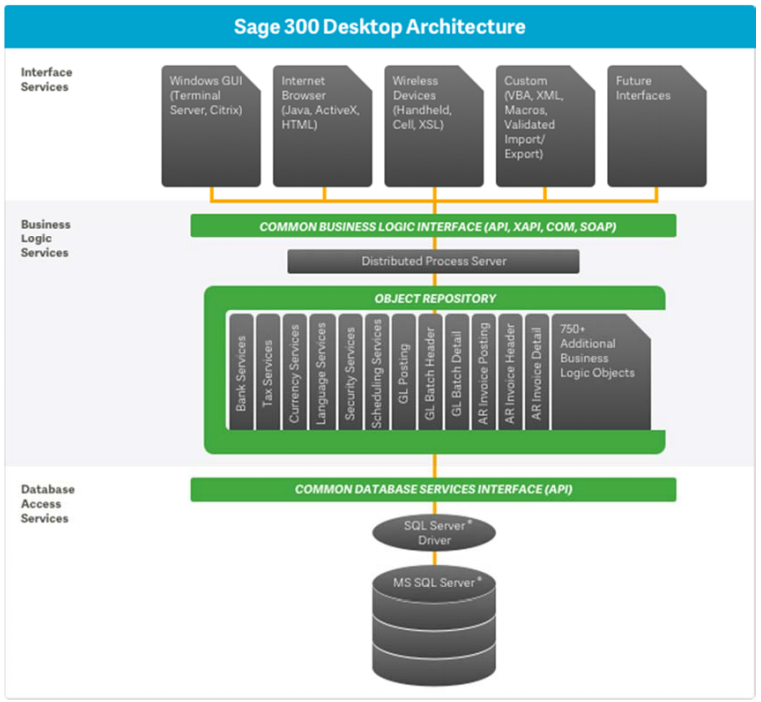 Sage 300 Desktop Architecture
Interface
Services
Windows GUI
(Terminal
Server, Citrix)
Internet
Browser
(Java, ActiveX,
HTML)
Wireless
Devices
(Handheld,
Cell, XSL)
Custom
(VBA, XML,
Macros,
Validated
Import/
Export)
Future
Interfaces
Business
Logic
Services
COMMON BUSINESS LOGIC INTERFACE (API, XAPI, COM, SOAP)
Distributed Process Server
OBJECT REPOSITORY
Bank Services
Tax Services
Currency Services
Language Services
Security Services
Scheduling Services
GL Posting
GL Batch Header
GL Batch Detail
AR Invoice Posting
AR Invoice Header
AR Invoice Detail
750+
Additional
Business
Logic Objects
Database
Access
Services
COMMON DATABASE SERVICES INTERFACE (API)
SQL Server®
Driver
MS SQL Server®